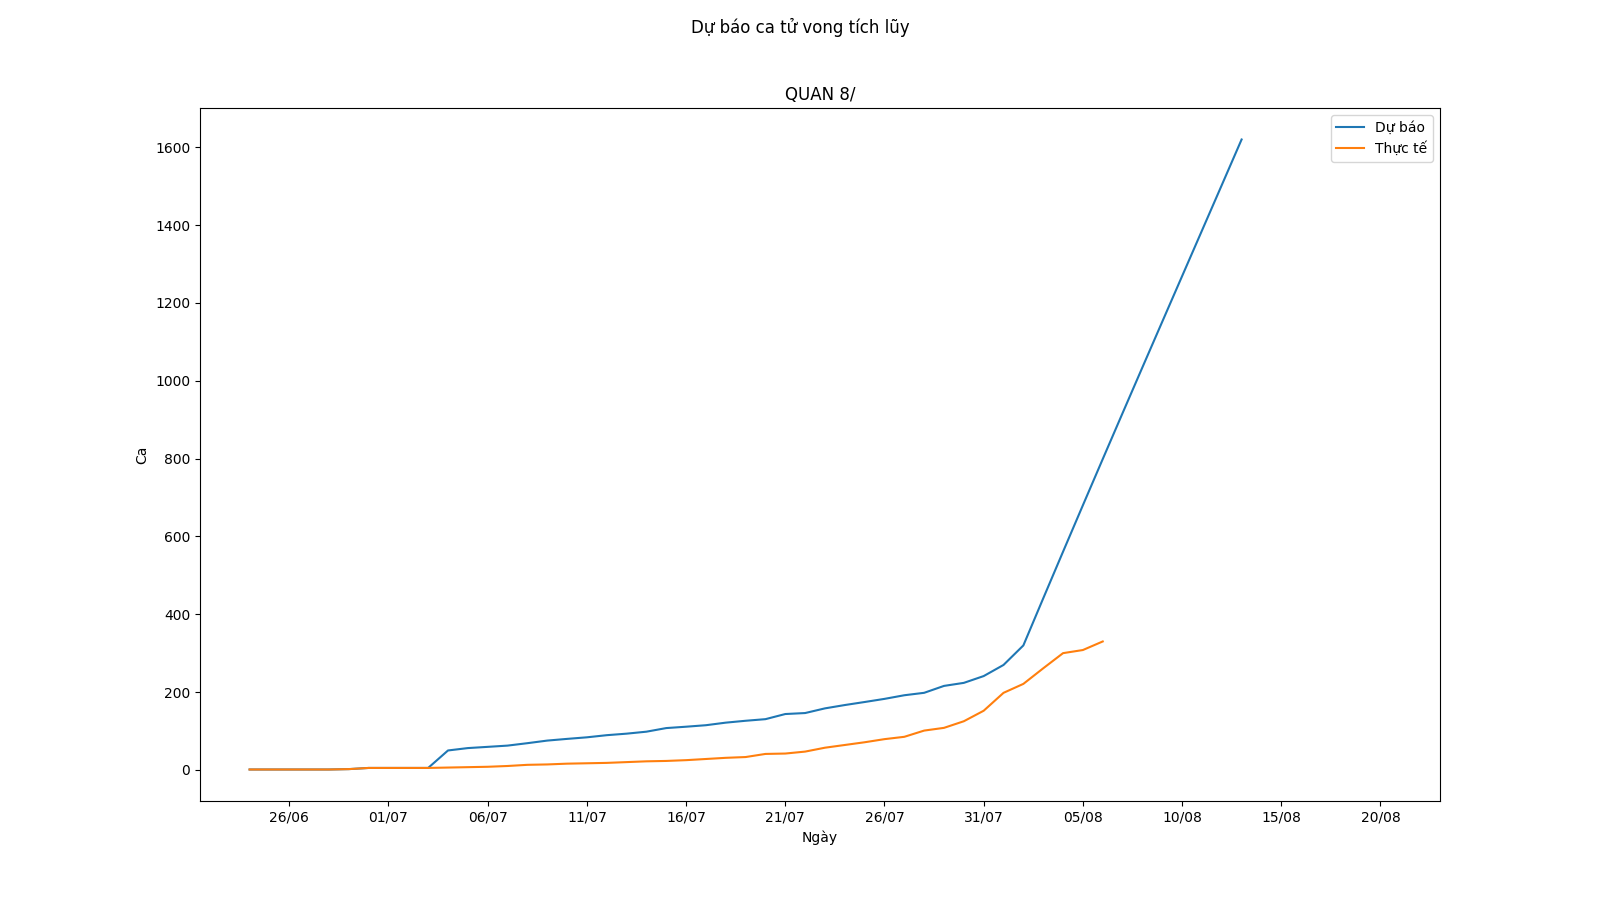 Dự báo ca tử vong tích lũy
QUAN 8/
Dự báo
Thực tế
1600
1400
1200
1000
800
600
400
200
0
Ca
26/06 01/07 06/07 11/07 16/07 21/07 26/07 31/07 05/08 10/08 15/08 20/08
Ngày